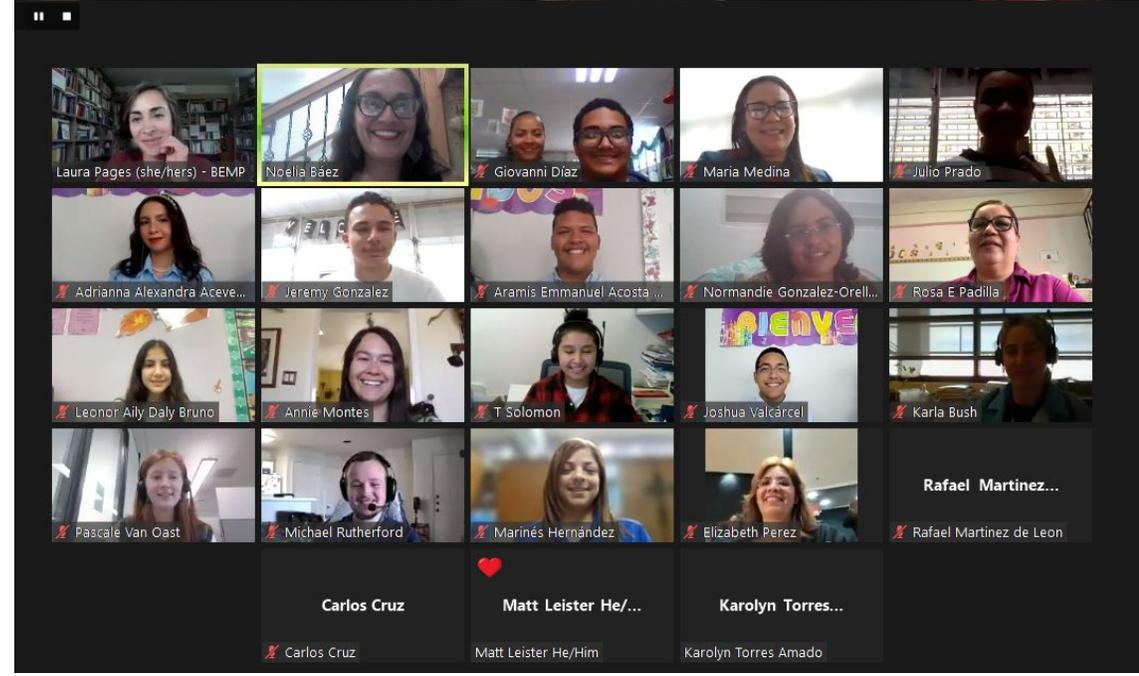 Laura Pages (she/hers) - BEMP
Noelia Báez
Giovanni Díaz
Maria Medina
Julio Prado
Adrianna Alexandra Aceve...
Jeremy Gonzalez
Aramis Emmanuel Acosta ...
Normandie Gonzalez-Orell...
Rosa E Padilla
BIENVE
Leonor Aily Daly Bruno
Annie Montes
T Solomon
Joshua Valcárcel
Karla Bush
Rafael Martinez...
Pascale Van Oast
Michael Rutherford
Marinés Hernández
Elizabeth Perez
Rafael Martinez de Leon
Carlos Cruz
Matt Leister He/...
Karolyn Torres...
Carlos Cruz
Matt Leister He/Him
Karolyn Torres Amado